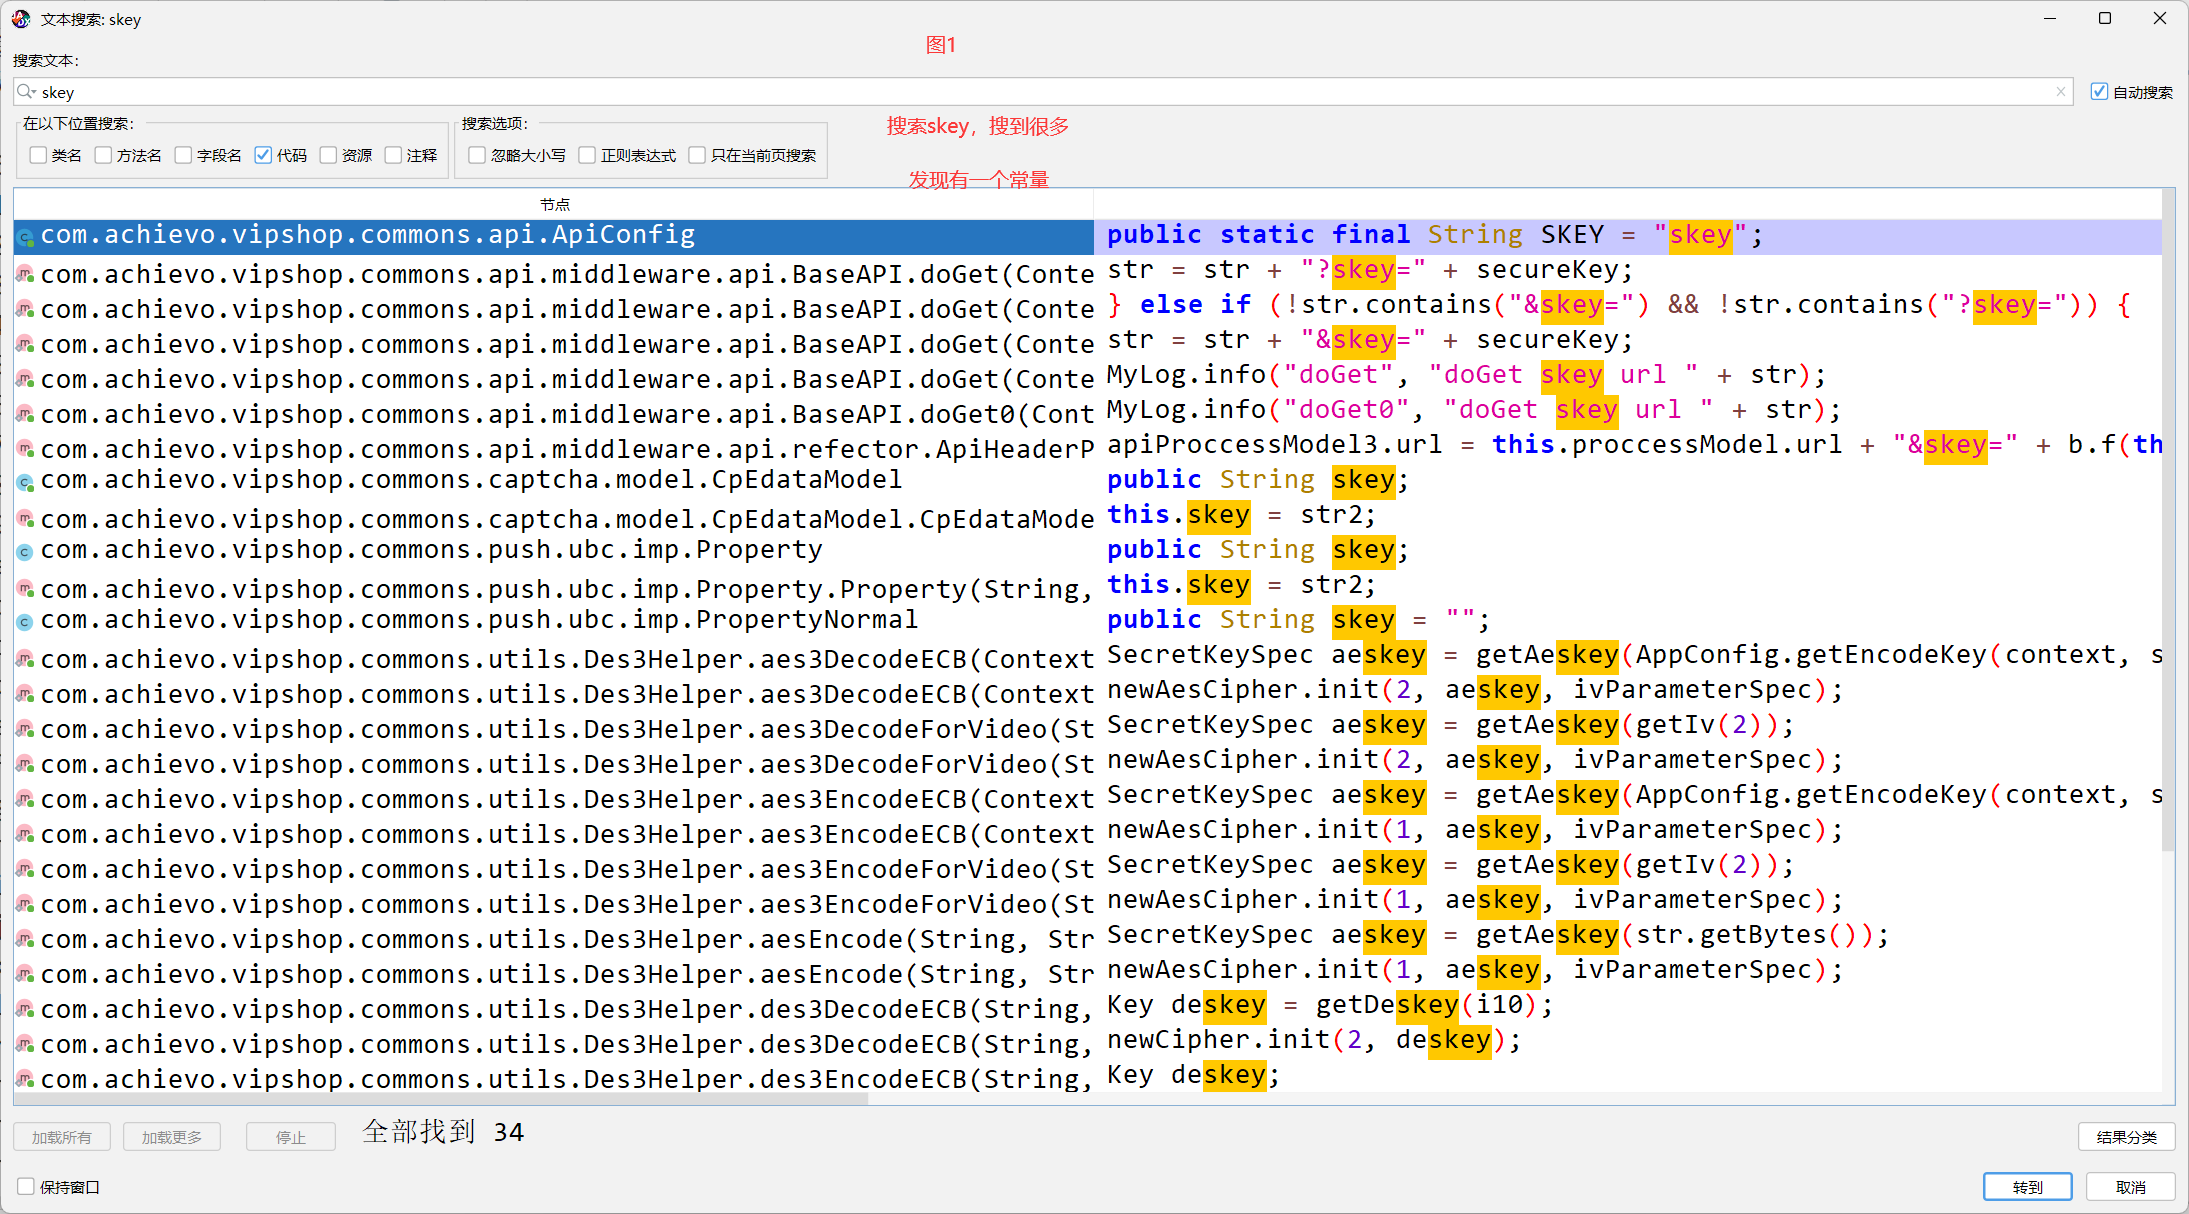 文本搜索: skey
图1
搜索文本:
skey
自动搜索
搜索skey，搜到很多
在以下位置搜索:
搜索选项:
类名 方法名 字段名 代码 资源 注释
忽略大小写 正则表达式 只在当前页搜索
发现有一个常量
节点
com.achievo.vipshop.commons.api.ApiConfig public static final String SKEY = "skey";
com.achievo.vipshop.commons.api.middleware.api.BaseAPI.doGet(Conte str = str + "?skey=" + secureKey;
com.achievo.vipshop.commons.api.middleware.api.BaseAPI.doGet(Conte } else if (!str.contains("&skey=") && !str.contains("?skey=")) {
com.achievo.vipshop.commons.api.middleware.api.BaseAPI.doGet(Conte str = str + "&skey=" + secureKey;
com.achievo.vipshop.commons.api.middleware.api.BaseAPI.doGet(Conte MyLog.info("doGet", "doGet skey url " + str);
com.achievo.vipshop.commons.api.middleware.api.BaseAPI.doGet0(Cont MyLog.info("doGet0", "doGet skey url " + str);
com.achievo.vipshop.commons.api.middleware.api.refector.ApiHeaderP apiProccessModel3.url = this.proccessModel.url + "&skey=" + b.f(th
com.achievo.vipshop.commons.captcha.model.CpEdataModel public String skey;
com.achievo.vipshop.commons.captcha.model.CpEdataModel.CpEdataMode this.skey = str2;
com.achievo.vipshop.commons.push.ubc.imp.Property public String skey;
com.achievo.vipshop.commons.push.ubc.imp.Property.Property(String, this.skey = str2;
com.achievo.vipshop.commons.push.ubc.imp.PropertyNormal public String skey = "";
com.achievo.vipshop.commons.utils.Des3Helper.aes3DecodeECB(Context SecretKeySpec aeskey = getAeskey(AppConfig.getEncodeKey(context, s
com.achievo.vipshop.commons.utils.Des3Helper.aes3DecodeECB(Context newAesCipher.init(2, aeskey, ivParameterSpec);
com.achievo.vipshop.commons.utils.Des3Helper.aes3DecodeForVideo(St SecretKeySpec aeskey = getAeskey(getIv(2));
com.achievo.vipshop.commons.utils.Des3Helper.aes3DecodeForVideo(St newAesCipher.init(2, aeskey, ivParameterSpec);
com.achievo.vipshop.commons.utils.Des3Helper.aes3EncodeECB(Context SecretKeySpec aeskey = getAeskey(AppConfig.getEncodeKey(context, s
com.achievo.vipshop.commons.utils.Des3Helper.aes3EncodeECB(Context newAesCipher.init(1, aeskey, ivParameterSpec);
com.achievo.vipshop.commons.utils.Des3Helper.aes3EncodeForVideo(St SecretKeySpec aeskey = getAeskey(getIv(2));
com.achievo.vipshop.commons.utils.Des3Helper.aes3EncodeForVideo(St newAesCipher.init(1, aeskey, ivParameterSpec);
com.achievo.vipshop.commons.utils.Des3Helper.aesEncode(String, Str SecretKeySpec aeskey = getAeskey(str.getBytes());
com.achievo.vipshop.commons.utils.Des3Helper.aesEncode(String, Str newAesCipher.init(1, aeskey, ivParameterSpec);
com.achievo.vipshop.commons.utils.Des3Helper.des3DecodeECB(String, Key deskey = getDeskey(i10);
com.achievo.vipshop.commons.utils.Des3Helper.des3DecodeECB(String, newCipher.init(2, deskey);
com.achievo.vipshop.commons.utils.Des3Helper.des3EncodeECB(String, Key deskey;
加载所有 加载更多 停止 全部找到 34 结果分类
保持窗口 转到 取消